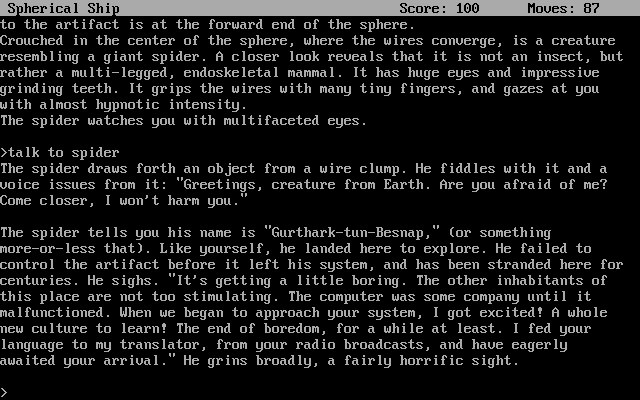 Spherical Ship Score: 100 Moves: 87
to the artifact is at the forward end of the sphere.
Crouched in the center of the sphere, where the wires converge, is a creature
resembling a giant spider. A closer look reveals that it is not an insect, but
rather a multi-legged, endoskeletal mammal. It has huge eyes and impressive
grinding teeth. It grips the wires with many tiny fingers, and gazes at you
with almost hypnotic intensity.
The spider watches you with multifaceted eyes.
>talk to spider
The spider draws forth an object from a wire clump. He fiddles with it and a
voice issues from it: "Greetings, creature from Earth. Are you afraid of me?
Come closer, I won't harm you."
The spider tells you his name is "Gurthark-tun-Besnap," (or something
more-or-less that). Like yourself, he landed here to explore. He failed to
control the artifact before it left his system, and has been stranded here for
centuries. He sighs. "It's getting a little boring. The other inhabitants of
this place are not too stimulating. The computer was some company until it
malfunctioned. When we began to approach your system, I got excited! A whole
new culture to learn! The end of boredom, for a while at least. I fed your
language to my translator, from your radio broadcasts, and have eagerly
awaited your arrival." He grins broadly, a fairly horrific sight.
>